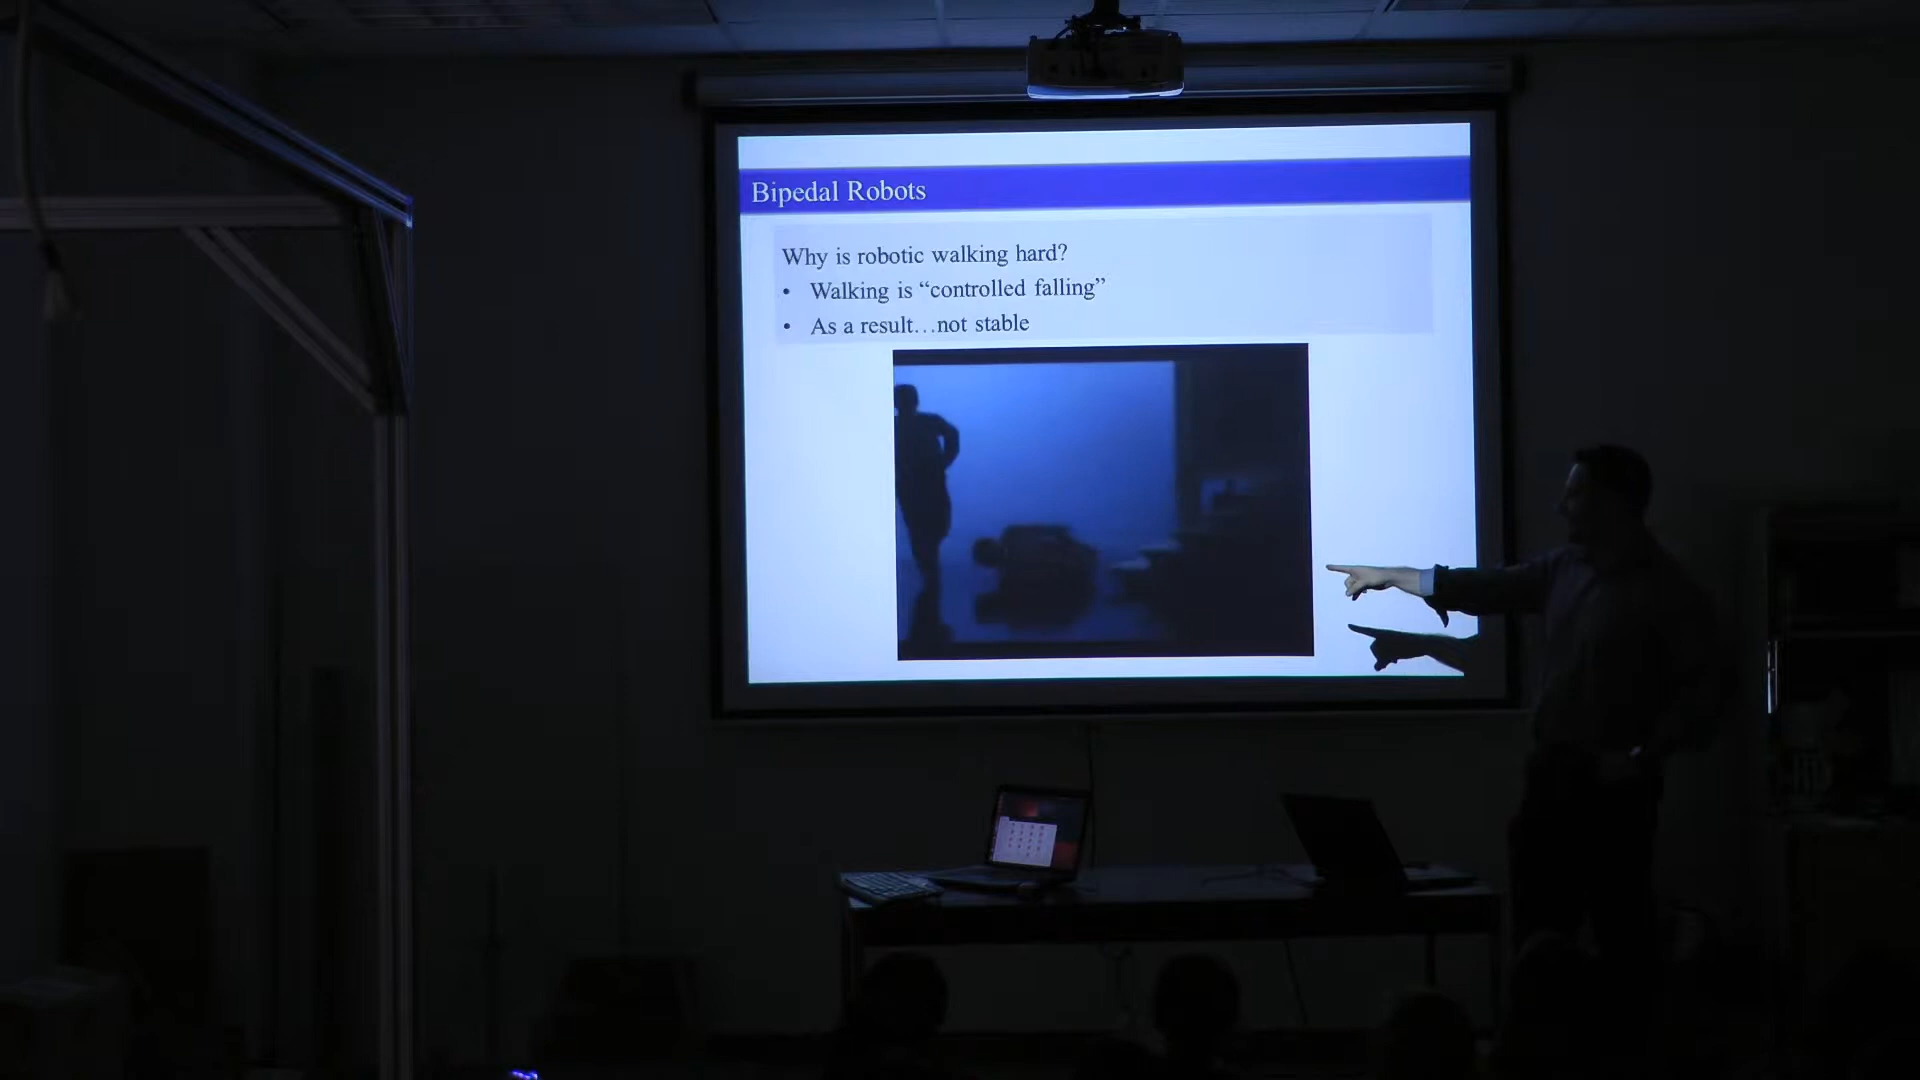 Bipedal Robots
Why is robotic walking hard?
• Walking is “controlled falling”
• As a result…not stable